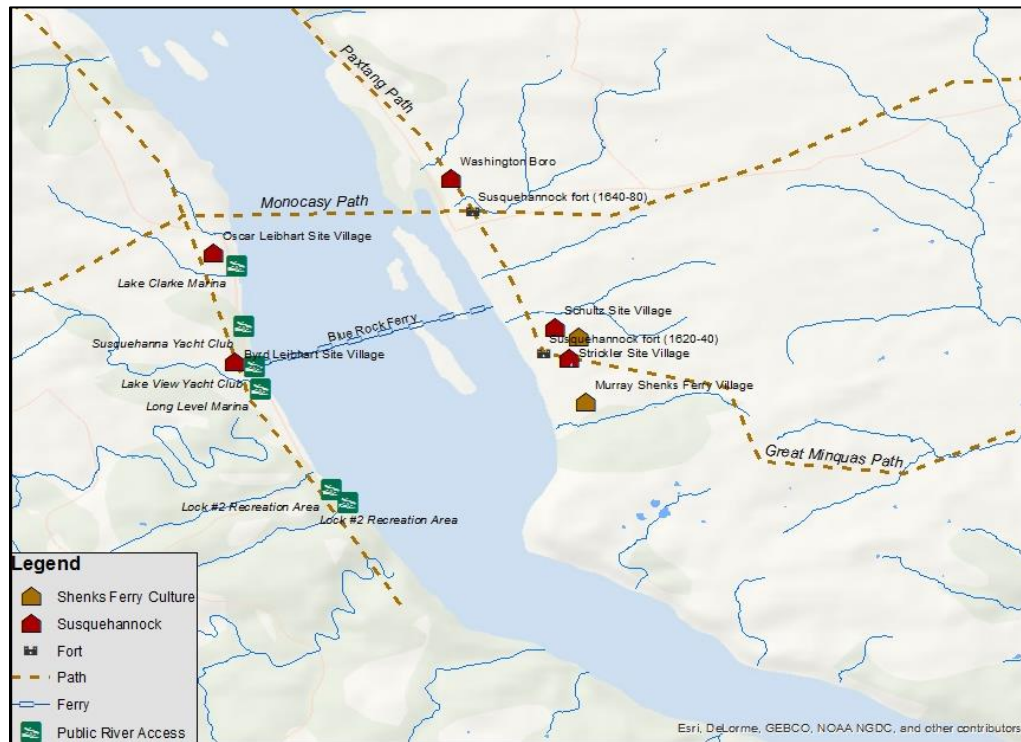 Paxtang Path
Washington Boro
Susquehannock fort (1640-80)
Monocasy Path
Oscar Leibhart Site Village
Lake Clarke Marina
Schultz Site Village
Blue Rock Ferry
Susquehannock fort (1620-40)
Susquehanna Yacht Club
Byrd Leibhart Site Village
Strickler Site Village
Lake View Yacht Club
Murray Shenks Ferry Village
Long Level Marina
Great Minquas Path
Lock #2 Recreation Area
Lock #2 Recreation Area
Legend
Shenks Ferry Culture
Susquehannock
Fort
Path
Ferry
Public River Access
Esri, DeLorme, GEBCO, NOAA NGDC, and other contributors